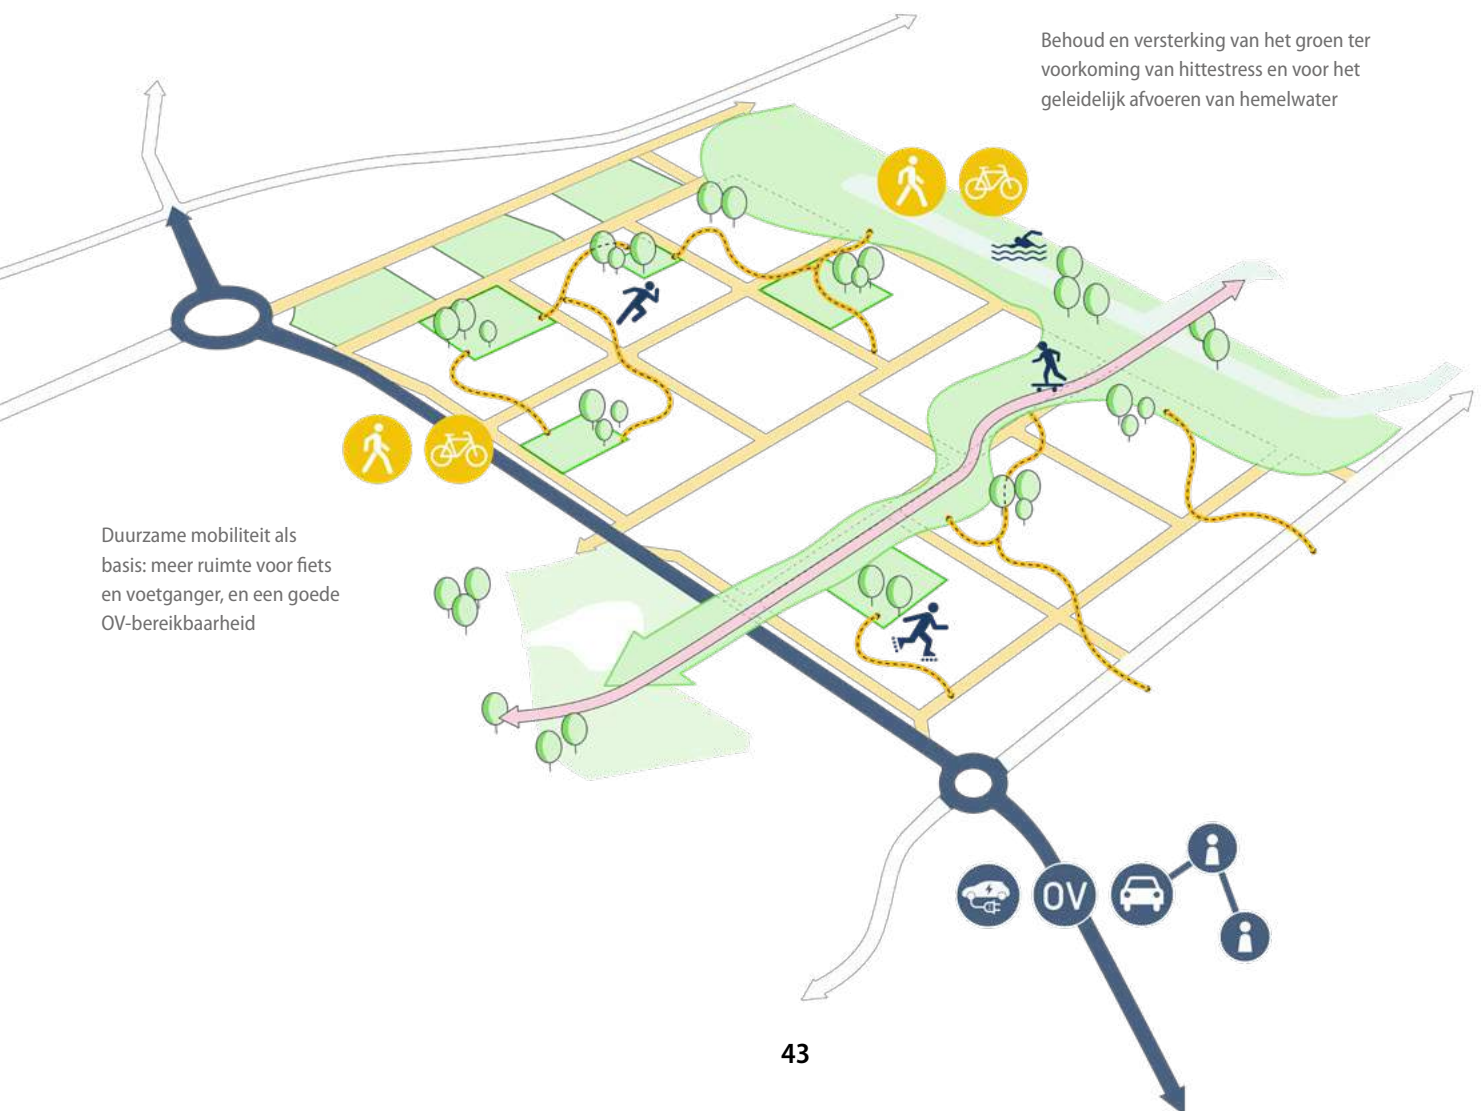 Behoud en versterking van het groen ter
voorkoming van hittestress en voor het
geleidelijk afvoeren van hemelwater
Duurzame mobiliteit als
basis: meer ruimte voor fiets
en voetganger, en een goede
OV-bereikbaarheid
OV
43